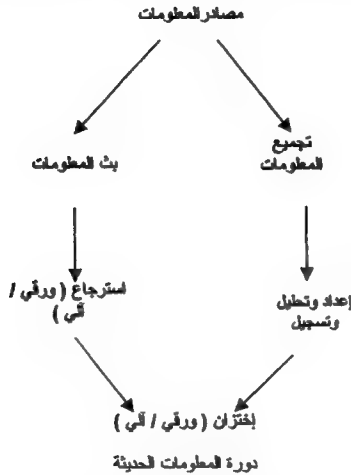 مصادر المعلومات
تجميع
المعلومات
بث المعلومات
إعداد وتحليل
وتسجيل
استرجاع ( ورقي /
آلي )
إختزان ( ورقي / آلي )
دورة المعلومات الحديثة